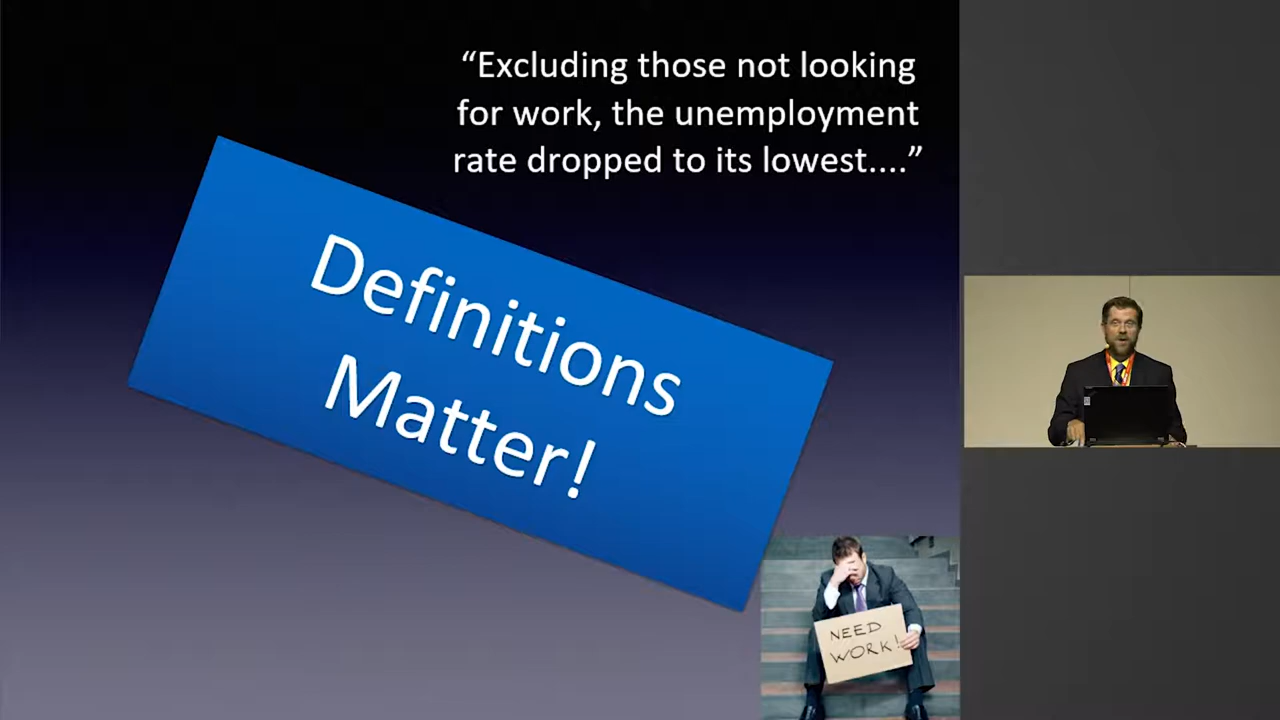 “Excluding those not looking
for work, the unemployment
rate dropped to its lowest....”
Definitions
Matter!
NEED
WORK!